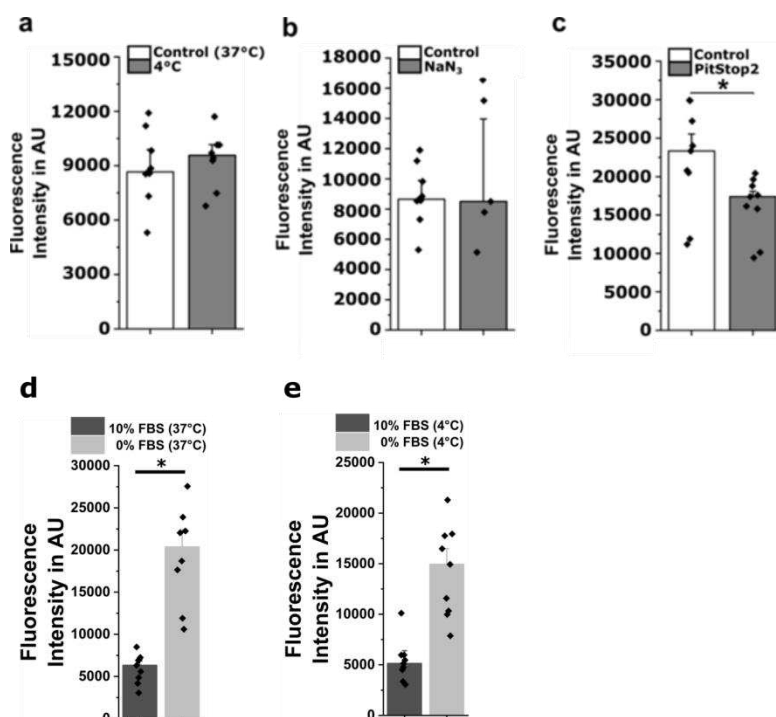 a
Control (37°C)
4°C
15000
12000
9000
6000
3000
0
Fluorescence
Intensity in AU
b
Control
NaN₃
18000
16000
14000
12000
10000
8000
6000
4000
2000
0
Fluorescence
Intensity in AU
c
Control
PitStop2
*
35000
30000
25000
20000
15000
10000
5000
0
Fluorescence
Intensity in AU
d
10% FBS (37°C)
0% FBS (37°C)
*
30000
25000
20000
15000
10000
5000
0
Fluorescence
Intensity in AU
e
10% FBS (4°C)
0% FBS (4°C)
*
25000
20000
15000
10000
5000
0
Fluorescence
Intensity in AU